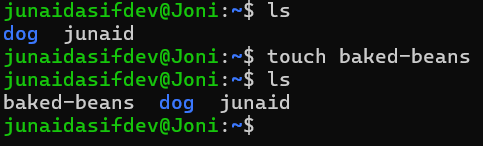 junaidasifdev@Joni:~$ ls
dog  junaid
junaidasifdev@Joni:~$ touch baked-beans
junaidasifdev@Joni:~$ ls
baked-beans  dog  junaid
junaidasifdev@Joni:~$